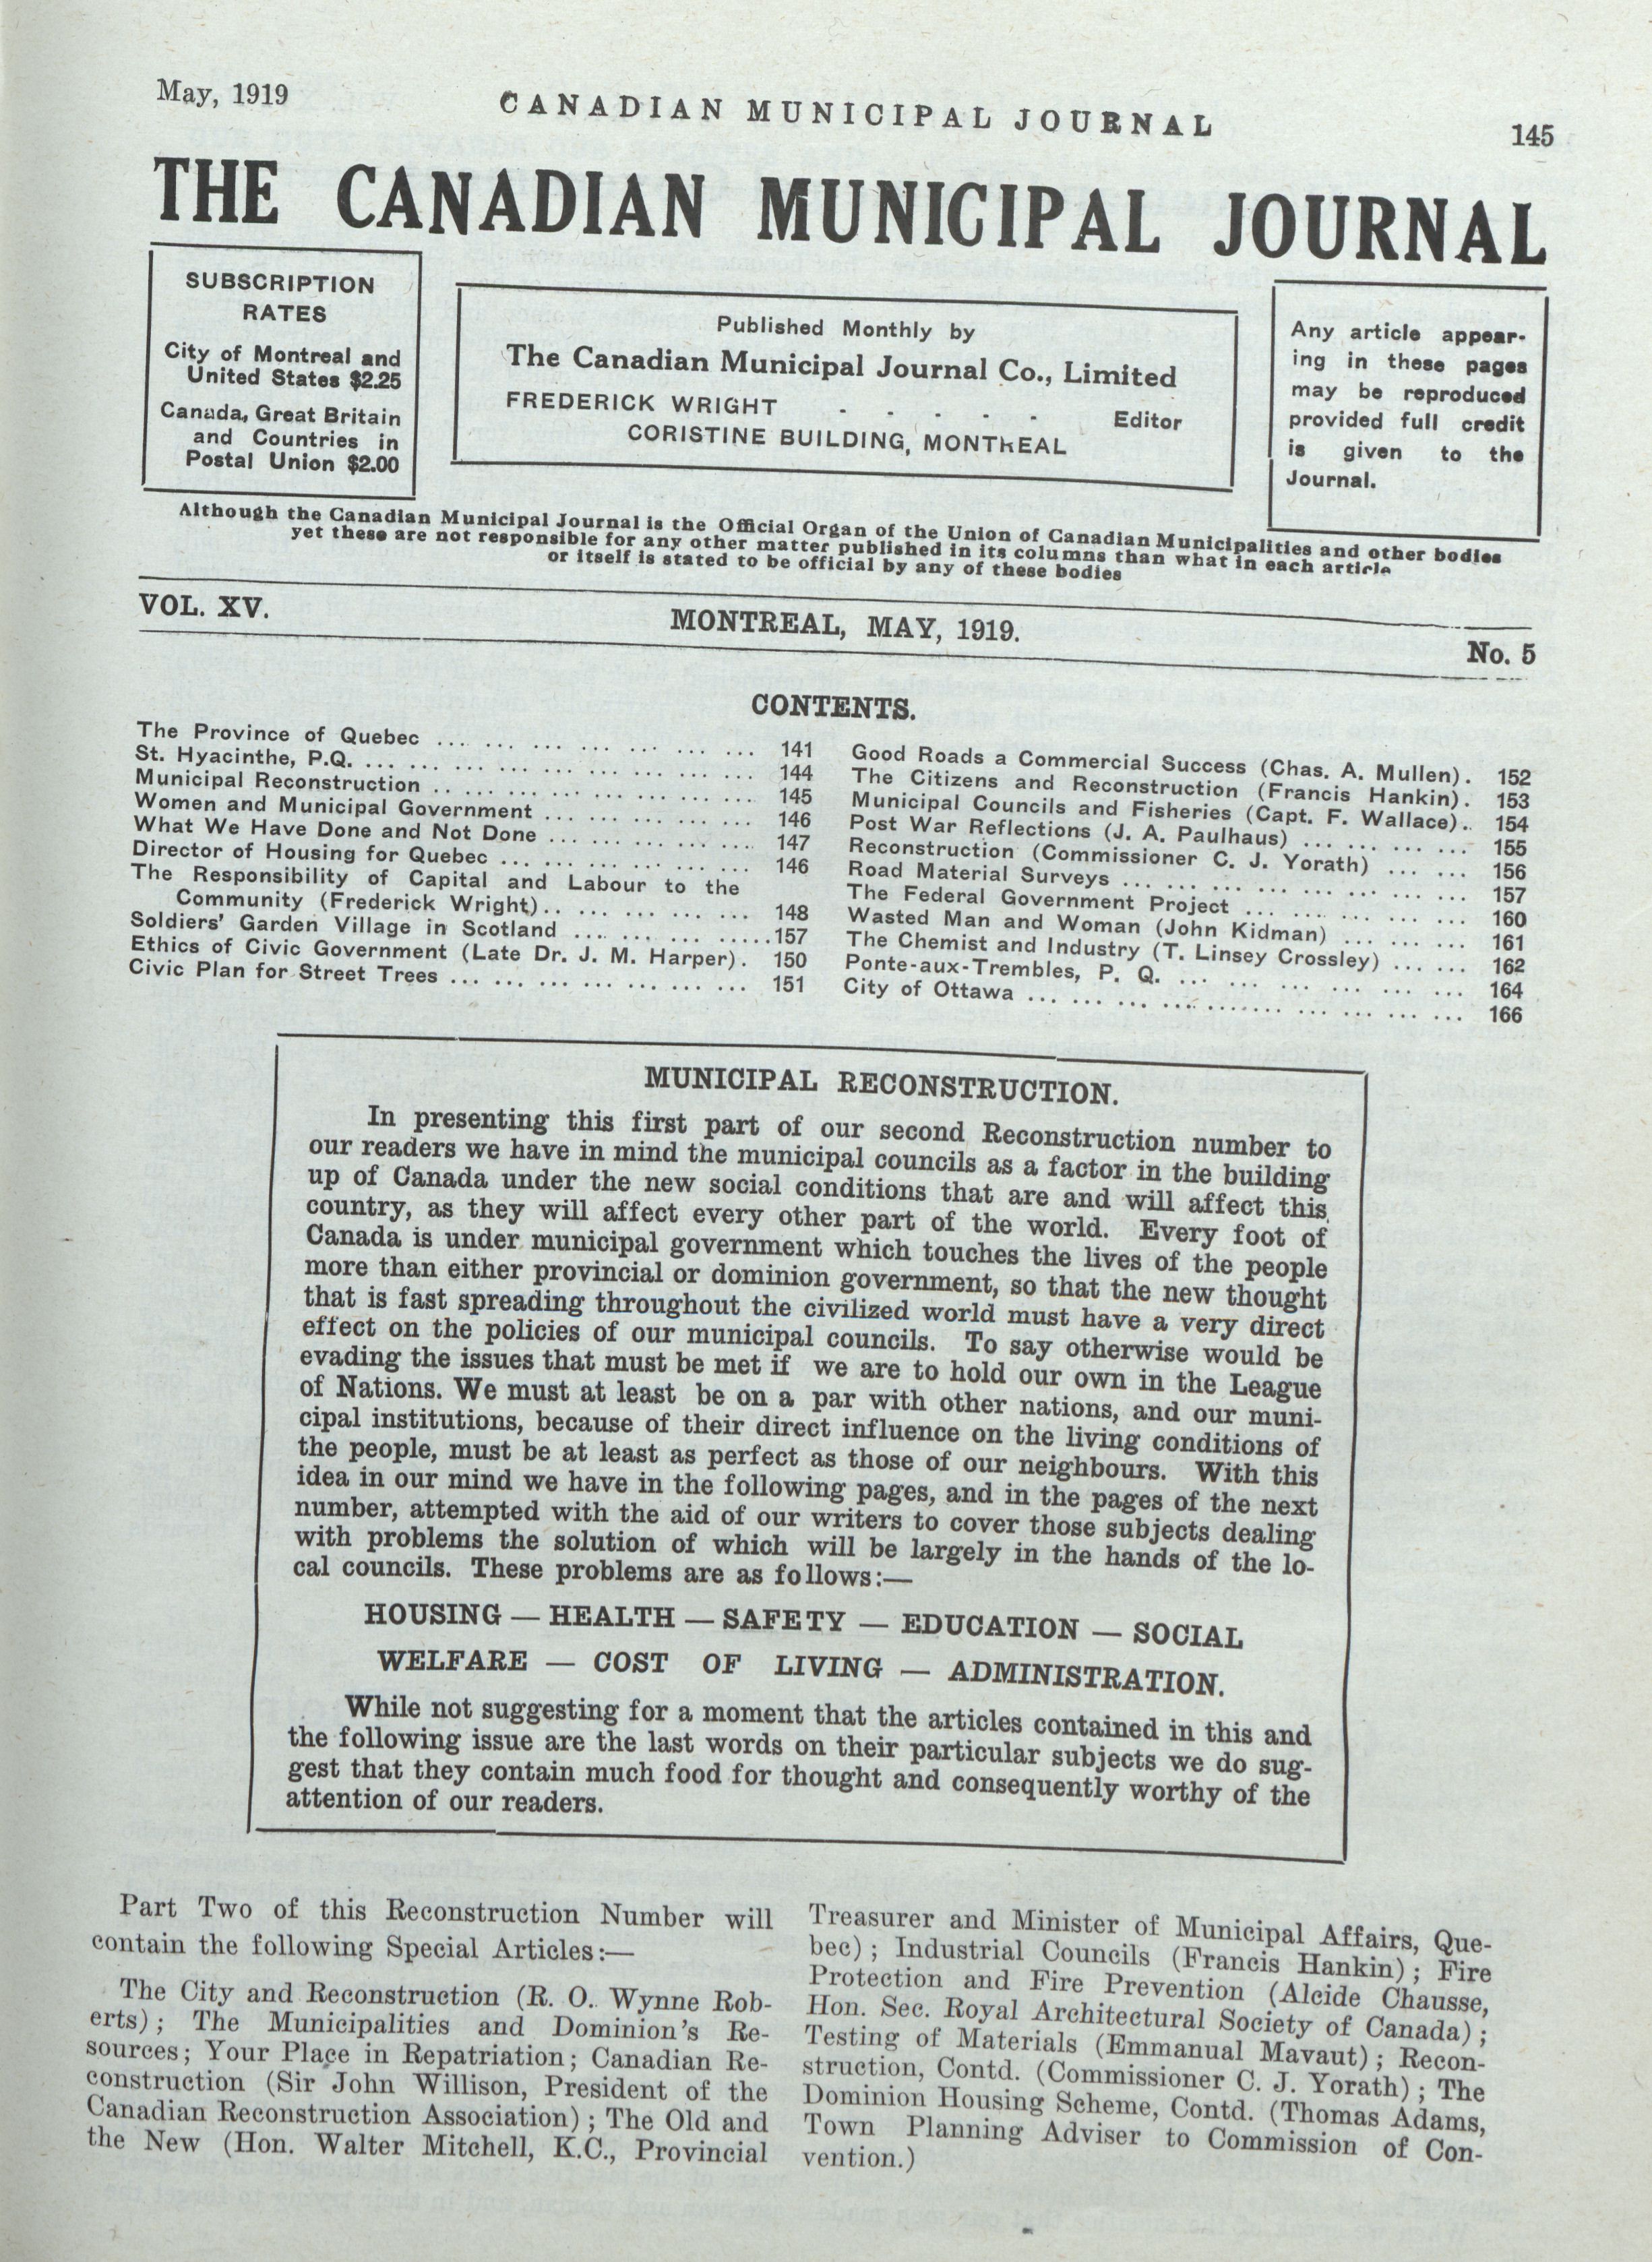 May, 1919
CANADIAN MUNICIPAL JOURNAL
145
THE CANADIAN MUNICIPAL JOURNAL
SUBSCRIPTION
RATES
City of Montreal and
United States $2.25
Canada, Great Britain
and Countries in
Postal Union $2.00
Published Monthly by
The Canadian Municipal Journal Co., Limited
FREDERICK WRIGHT - - - - - Editor
CORISTINE BUILDING, MONTREAL
Any article appear-
ing in these pages
may be reproduced
provided full credit
is given to the
Journal.
Although the Canadian Municipal Journal is the Official Organ of the Union of Canadian Municipalities and other bodies
yet these are not responsible for any other matter published in its columns than what in each article
or itself is stated to be official by any of these bodies
VOL. XV.
MONTREAL, MAY, 1919.
No. 5
CONTENTS.
The Province of Quebec ... ... ... ... ... ... ... 141
St. Hyacinthe, P.Q. ... ... ... ... ... ... ... ... ... 144
Municipal Reconstruction .. ... ... ... ... ... ... 145
Women and Municipal Government ... ... ... ... ... 146
What We Have Done and Not Done ... ... ... ... ... 147
Director of Housing for Quebec ... ... ... ... ... ... 146
The Responsibility of Capital and Labour to the
Community (Frederick Wright).. ... ... ... ... 148
Soldiers' Garden Village in Scotland ... ... ... .....157
Ethics of Civic Government (Late Dr. J. M. Harper). 150
Civic Plan for Street Trees ... ... ... ... ... ... ... 151
Good Roads a Commercial Success (Chas. A. Mullen). 152
The Citizens and Reconstruction (Francis Hankin). 153
Municipal Councils and Fisheries (Capt. F. Wallace).. 154
Post War Reflections (J. A. Paulhaus) ... ... ... ... 155
Reconstruction (Commissioner C. J. Yorath) ... ... 156
Road Material Surveys ... ... ... ... ... ... ... ... 157
The Federal Government Project ... ... ... ... ... 160
Wasted Man and Woman (John Kidman) ... ... ... 161
The Chemist and Industry (T. Linsey Crossley) ... ... 162
Ponte-aux-Trembles, P. Q. ... ... ... ... ... ... 164
City of Ottawa ... ... ... ... ....... ... ... ... ... 166
MUNICIPAL RECONSTRUCTION.
In presenting this first part of our second Reconstruction number to
our readers we have in mind the municipal councils as a factor in the building
up of Canada under the new social conditions that are and will affect this
country, as they will affect every other part of the world. Every foot of
Canada is under municipal government which touches the lives of the people
more than either provincial or dominion government, so that the new thought
that is fast spreading throughout the civilized world must have a very direct
effect on the policies of our municipal councils. To say otherwise would be
evading the issues that must be met if we are to hold our own in the League
of Nations. We must at least be on a par with other nations, and our muni-
cipal institutions, because of their direct influence on the living conditions of
the people, must be at least as perfect as those of our neighbours. With this
idea in our mind we have in the following pages, and in the pages of the next
number, attempted with the aid of our writers to cover those subjects dealing
with problems the solution of which will be largely in the hands of the lo-
cal councils. These problems are as follows:—
HOUSING — HEALTH — SAFETY — EDUCATION — SOCIAL
WELFARE — COST OF LIVING — ADMINISTRATION.
While not suggesting for a moment that the articles contained in this and
the following issue are the last words on their particular subjects we do sug-
gest that they contain much food for thought and consequently worthy of the
attention of our readers.
Part Two of this Reconstruction Number will
contain the following Special Articles:—
The City and Reconstruction (R. O. Wynne Rob-
erts); The Municipalities and Dominion's Re-
sources; Your Place in Repatriation; Canadian Re-
construction (Sir John Willison, President of the
Canadian Reconstruction Association); The Old and
the New (Hon. Walter Mitchell, K.C., Provincial
Treasurer and Minister of Municipal Affairs, Que-
bec); Industrial Councils (Francis Hankin); Fire
Protection and Fire Prevention (Alcide Chausse,
Hon. Sec. Royal Architectural Society of Canada);
Testing of Materials (Emmanual Mavaut); Recon-
struction, Contd. (Commissioner C. J. Yorath); The
Dominion Housing Scheme, Contd. (Thomas Adams,
Town Planning Adviser to Commission of Con-
vention.)